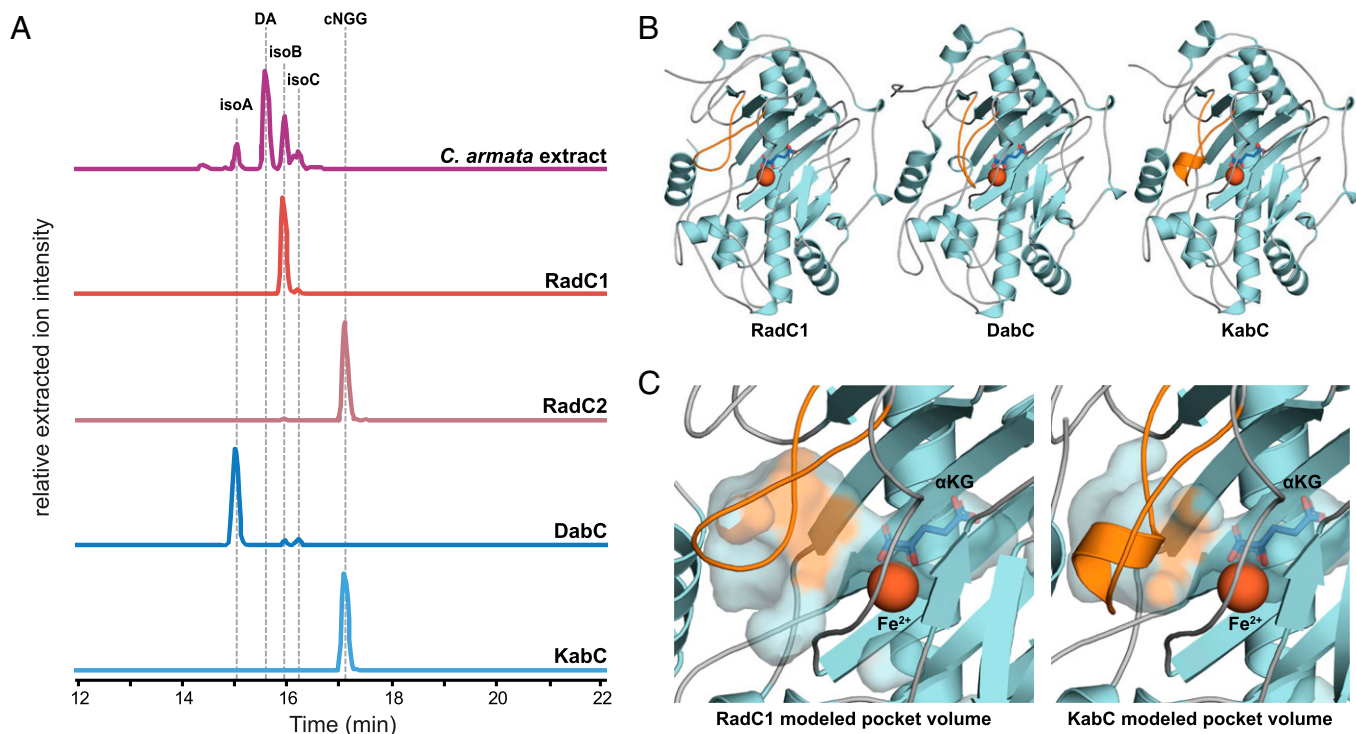 A
DA
cNGG
isoB
isoC
isoA
C. armata extract
RadC1
RadC2
DabC
KabC
relative extracted ion intensity
12 14 16 18 20 22
Time (min)
B
RadC1 DabC KabC
C
αKG αKG
Fe²⁺ Fe²⁺
RadC1 modeled pocket volume KabC modeled pocket volume